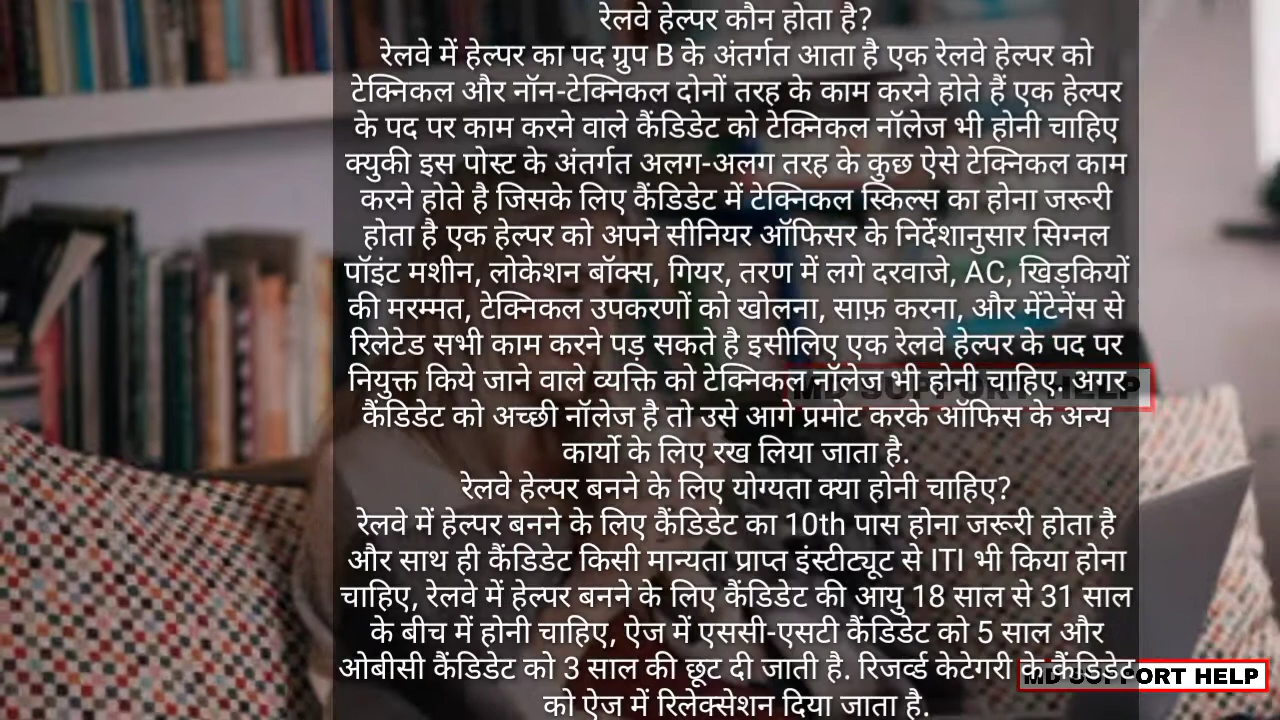 रेलवे हेल्पर कौन होता है?
रेलवे में हेल्पर का पद ग्रुप B के अंतर्गत आता है एक रेलवे हेल्पर को
टेक्निकल और नॉन-टेक्निकल दोनों तरह के काम करने होते हैं एक हेल्पर
के पद पर काम करने वाले कैंडिडेट को टेक्निकल नॉलेज भी होनी चाहिए
क्युकी इस पोस्ट के अंतर्गत अलग-अलग तरह के कुछ ऐसे टेक्निकल काम
करने होते है जिसके लिए कैंडिडेट में टेक्निकल स्किल्स का होना जरूरी
होता है एक हेल्पर को अपने सीनियर ऑफिसर के निर्देशानुसार सिग्नल
पॉइंट मशीन, लोकेशन बॉक्स, गियर, तरण में लगे दरवाजे, AC, खिड़कियों
की मरम्मत, टेक्निकल उपकरणों को खोलना, साफ़ करना, और मेंटेनेंस से
रिलेटेड सभी काम करने पड़ सकते है इसीलिए एक रेलवे हेल्पर के पद पर
नियुक्त किये जाने वाले व्यक्ति को टेक्निकल नॉलेज भी होनी चाहिए. अगर
MD SUPPORT HELP
कैंडिडेट को अच्छी नॉलेज है तो उसे आगे प्रमोट करके ऑफिस के अन्य
कार्यो के लिए रख लिया जाता है.
रेलवे हेल्पर बनने के लिए योग्यता क्या होनी चाहिए?
रेलवे में हेल्पर बनने के लिए कैंडिडेट का 10th पास होना जरूरी होता है
और साथ ही कैंडिडेट किसी मान्यता प्राप्त इंस्टीट्यूट से ITI भी किया होना
चाहिए, रेलवे में हेल्पर बनने के लिए कैंडिडेट की आयु 18 साल से 31 साल
के बीच में होनी चाहिए, ऐज में एससी-एसटी कैंडिडेट को 5 साल और
ओबीसी कैंडिडेट को 3 साल की छूट दी जाती है. रिजर्व्ड केटेगरी के कैंडिडेट
MD SUPPORT HELP
को ऐज में रिलेक्सेशन दिया जाता है.